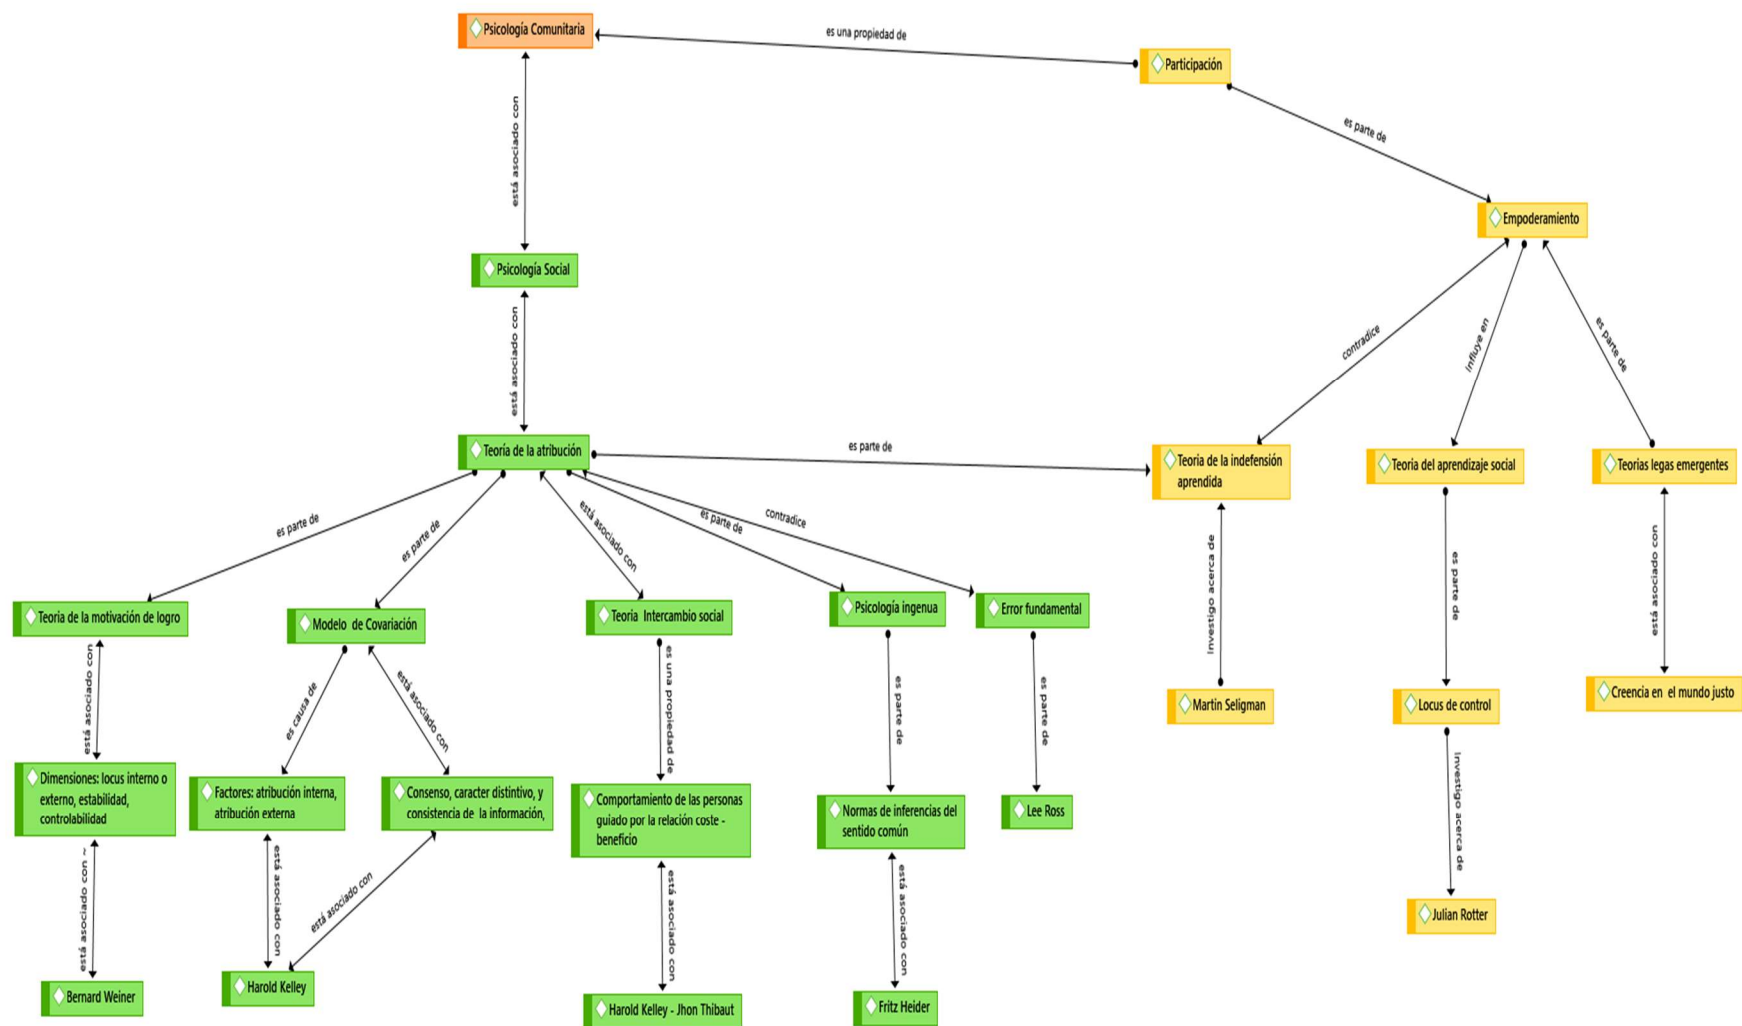 Psicología Comunitaria
es una propiedad de
Participación
está asociado con
es parte de
Empoderamiento
Psicología Social
está asociado con
contradice
Influye en
es parte de
Teoría de la atribución
es parte de
Teoria de la indefensión
aprendida
Teoria del aprendizaje social
Teorias legas emergentes
es parte de
es parte de
está asociado con
es parte de
contradice
Investigo acerca de
es parte de
está asociado con
Teoria de la motivación de logro
Modelo de Covariación
Teoria Intercambio social
Psicología ingenua
Error fundamental
está asociado con
es causa de
está asociado con
es una propiedad de
es parte de
es parte de
Martin Seligman
Locus de control
Creencia en el mundo justo
Dimensiones: locus interno o
externo, estabilidad,
controlabilidad
Factores: atribución interna,
atribución externa
Consenso, caracter distintivo, y
consistencia de la información,
Comportamiento de las personas
guiado por la relación coste -
beneficio
Normas de inferencias del
sentido común
Lee Ross
Investigo acerca de
está asociado con ~
está asociado con
está asociado con
está asociado con
está asociado con
Julian Rotter
Bernard Weiner
Harold Kelley
Harold Kelley - Jhon Thibaut
Fritz Heider